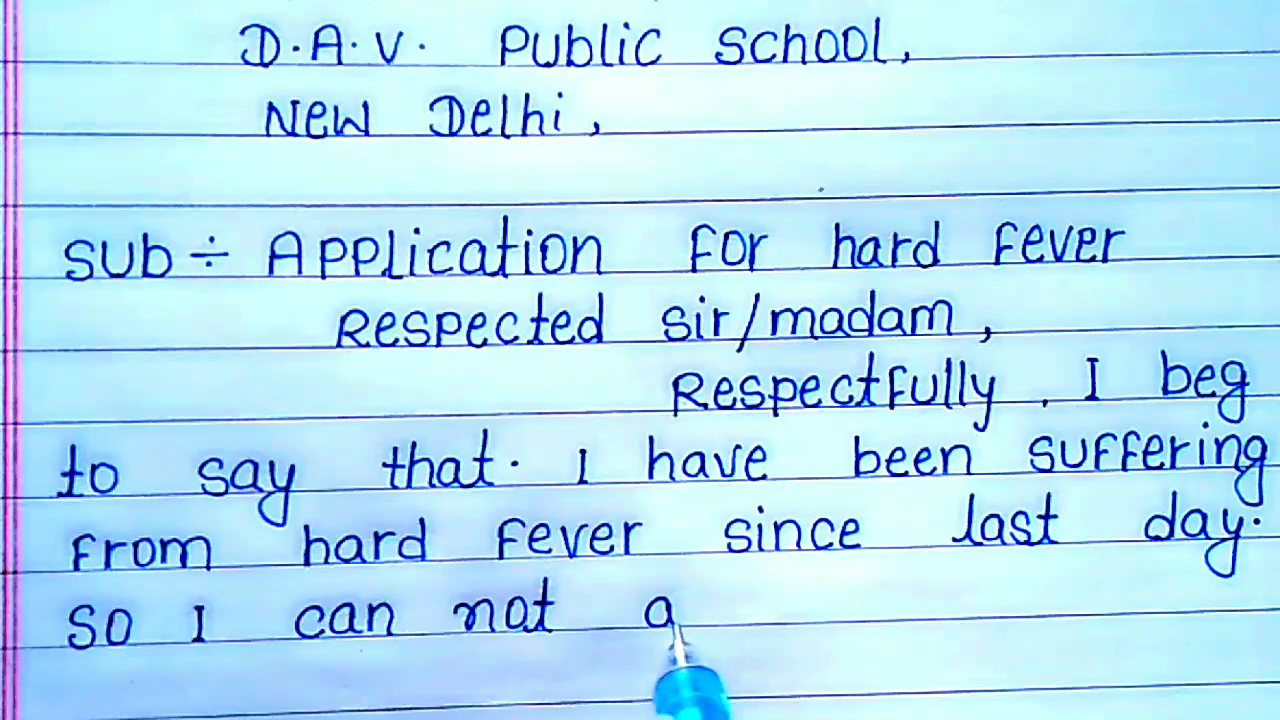 D.A.V. Public School,
New Delhi,
Sub ÷ Application For hard Fever
Respected sir/madam,
Respectfully, I beg
to say that. I have been suffering
From hard Fever since last day.
So I can not a